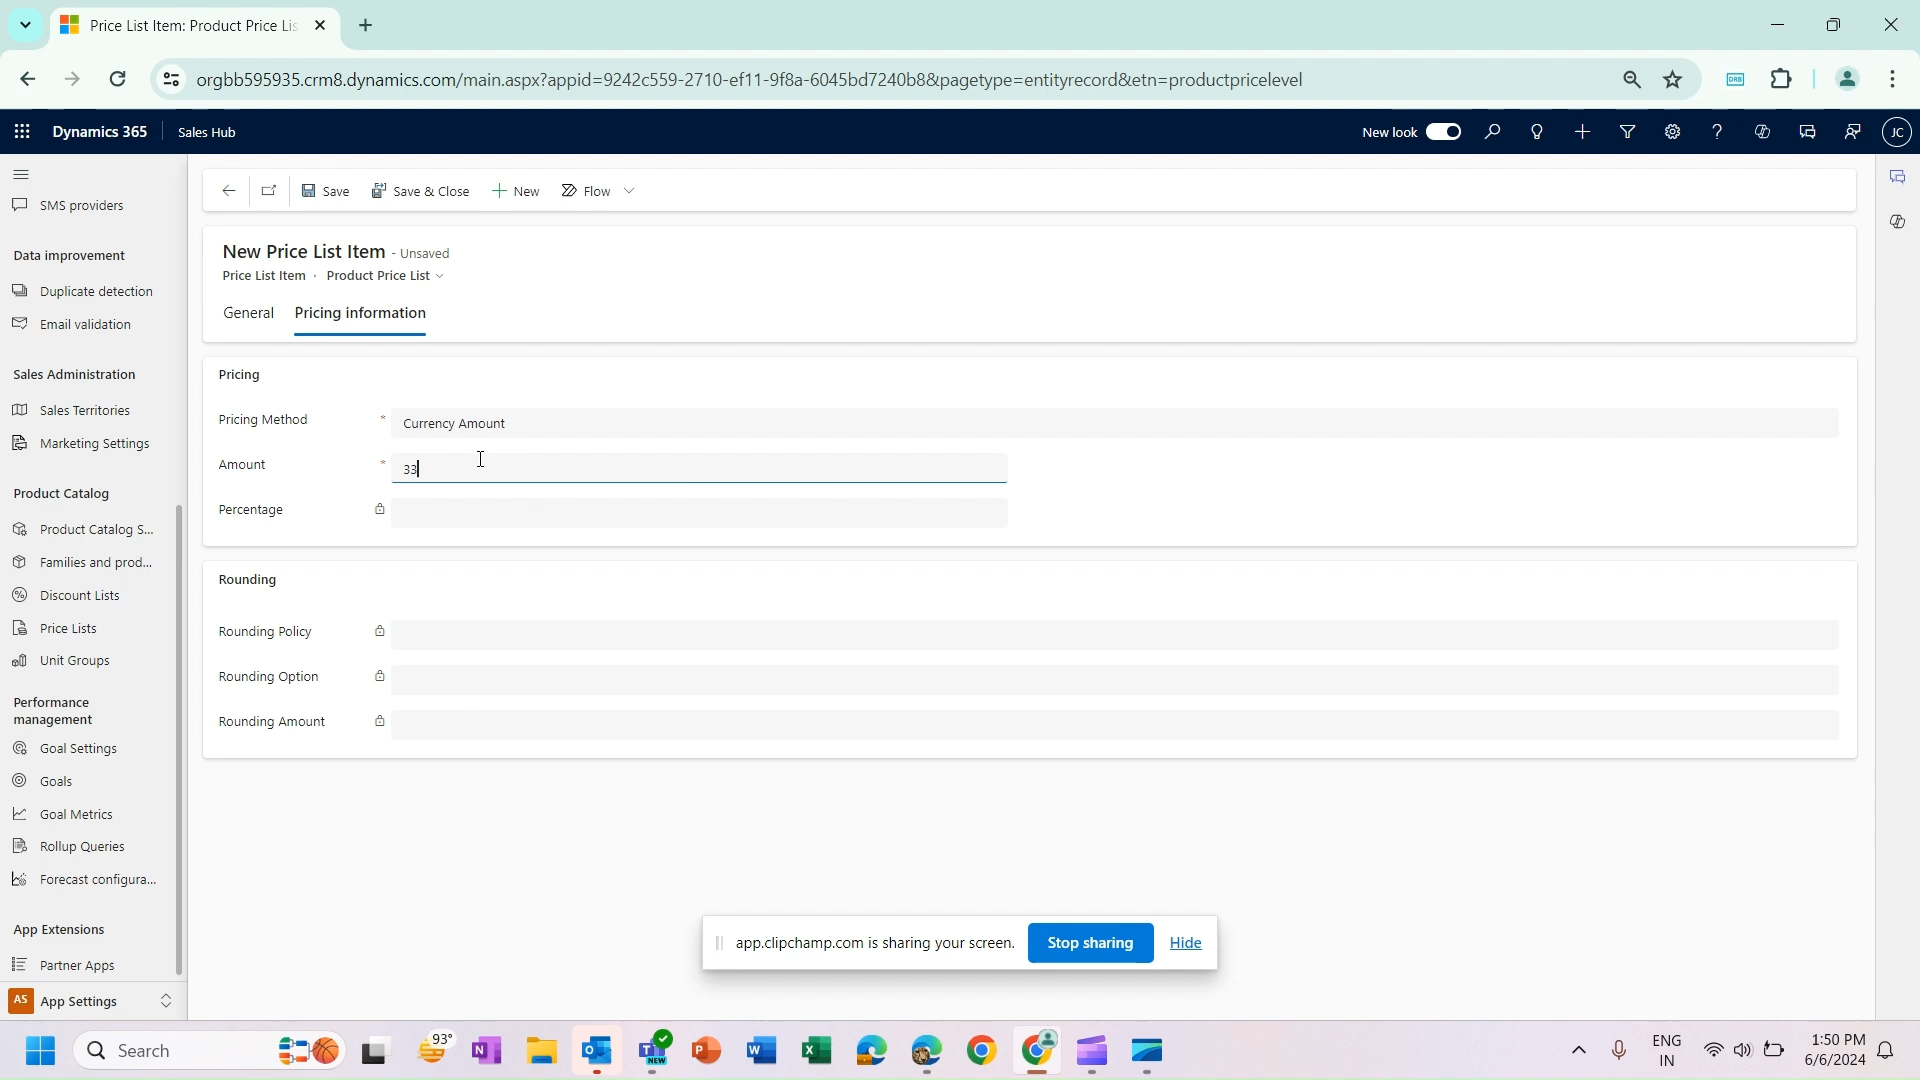 Price List Item: Product Price Lis
orgbb595935.crm8.dynamics.com/main.aspx?appid=9242c559-2710-ef11-9f8a-6045bd7240b8&pagetype=entityrecord&etn=productpricelevel
DRB
Dynamics 365 Sales Hub New look JC
Save Save & Close New Flow
SMS providers
Data improvement
Duplicate detection
Email validation
Sales Administration
Sales Territories
Marketing Settings
Product Catalog
Product Catalog S...
Families and prod...
Discount Lists
Price Lists
Unit Groups
Performance
management
Goal Settings
Goals
Goal Metrics
Rollup Queries
Forecast configura...
App Extensions
Partner Apps
AS App Settings
New Price List Item - Unsaved
Price List Item · Product Price List
General Pricing information
Pricing
Pricing Method * Currency Amount
Amount * 33
Percentage
Rounding
Rounding Policy
Rounding Option
Rounding Amount
app.clipchamp.com is sharing your screen. Stop sharing Hide
Search
93°
NEW
ENG
IN
1:50 PM
6/6/2024